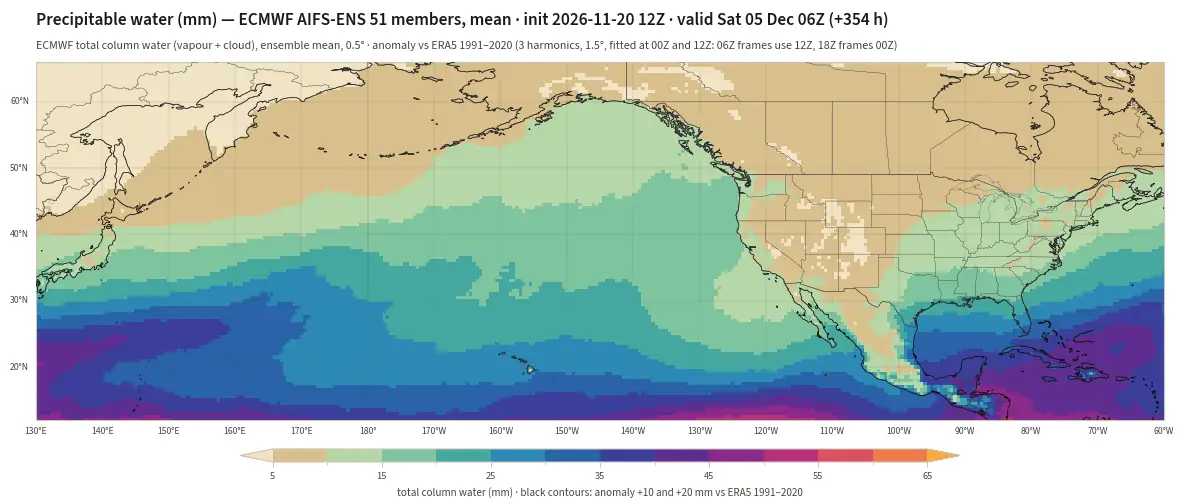 Precipitable water (mm) — ECMWF AIFS-ENS 51 members, mean · init 2026-11-20 12Z · valid Sat 05 Dec 06Z (+354 h)
ECMWF total column water (vapour + cloud), ensemble mean, 0.5° · anomaly vs ERA5 1991–2020 (3 harmonics, 1.5°, fitted at 00Z and 12Z: 06Z frames use 12Z, 18Z frames 00Z)
60°N
50°N
40°N
30°N
20°N
130°E 140°E 150°E 160°E 170°E 180° 170°W 160°W 150°W 140°W 130°W 120°W 110°W 100°W 90°W 80°W 70°W 60°W
5 15 25 35 45 55 65
total column water (mm) · black contours: anomaly +10 and +20 mm vs ERA5 1991–2020